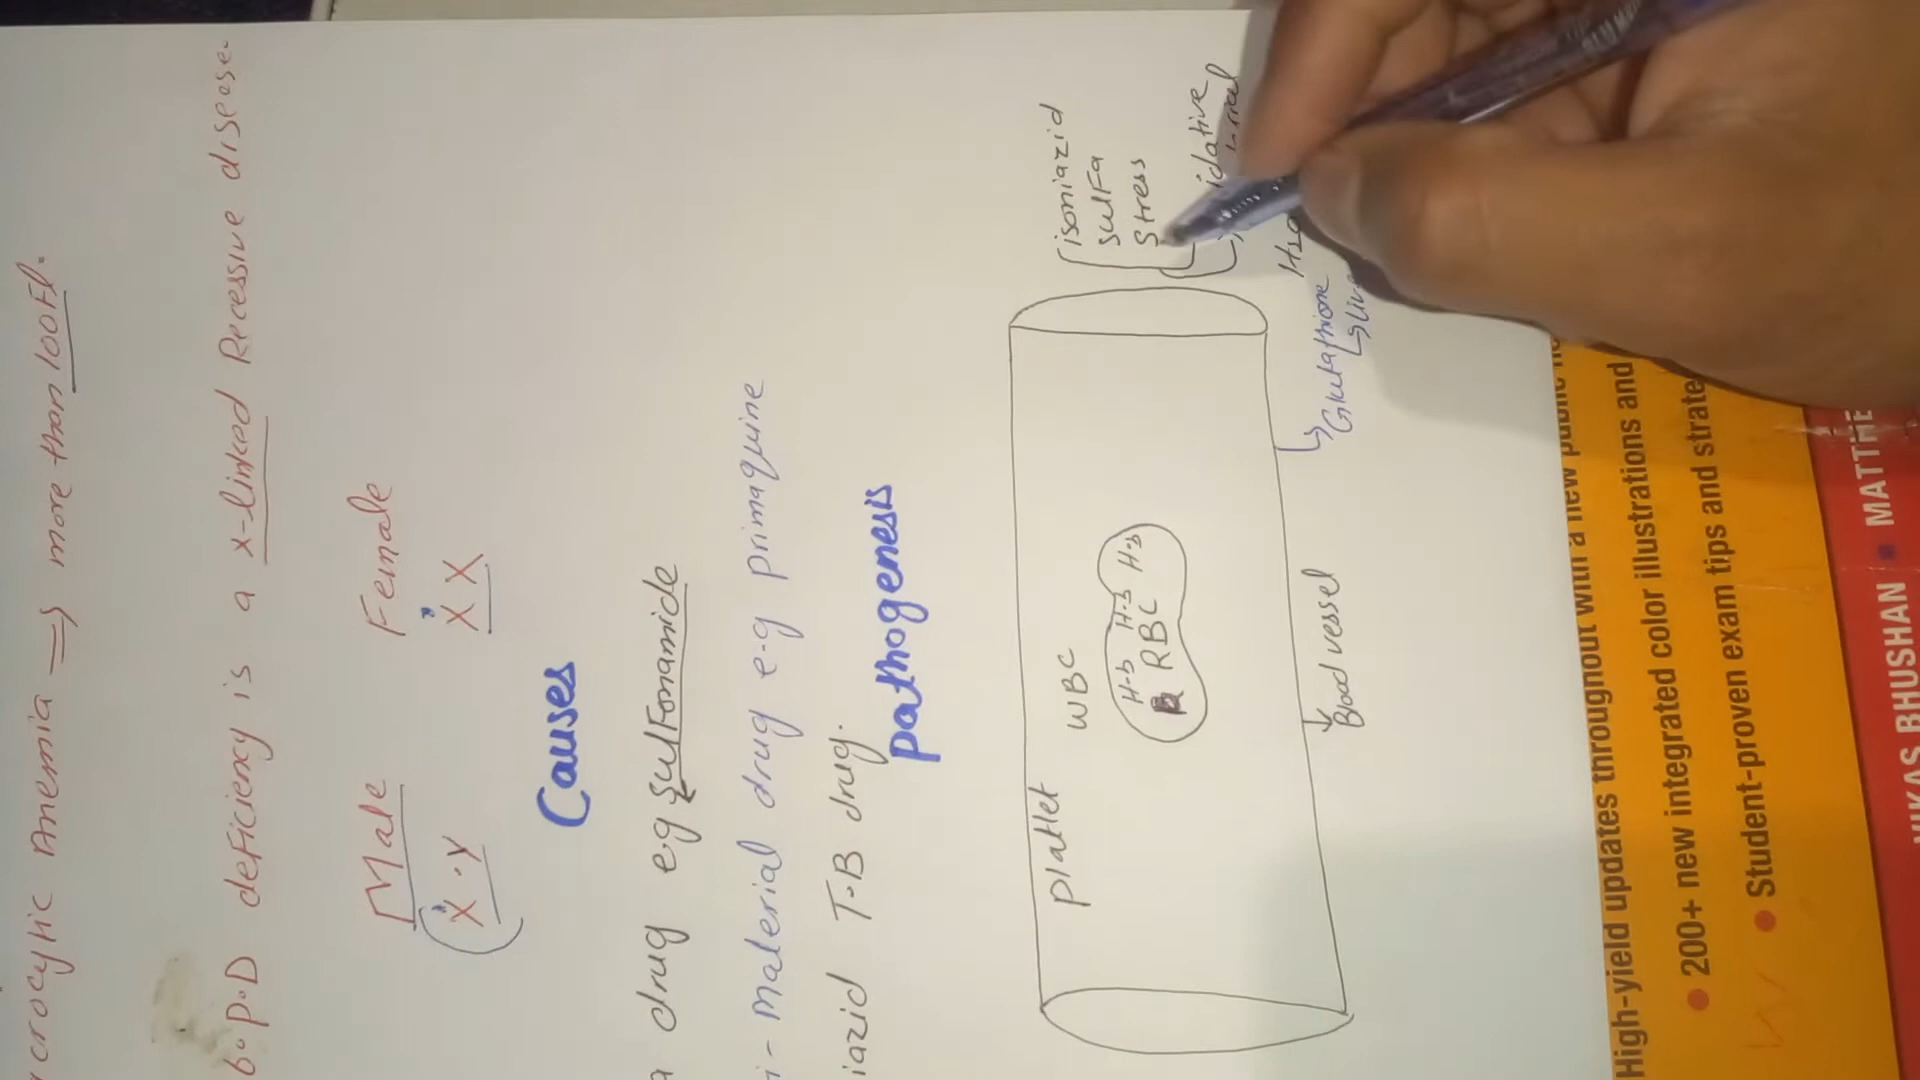 crocytic Anemia ⇒ more than 100Fl.
6.P.D deficiency is a x-linked Recessive disease.
Male Female
X.Y X X
Causes
a drug e.g Sulfonamide
i-malerial drug e-g primaquine
iazid T.B drug.
pathogenesis
isoniazid
sulfa
stress
idative
platlet
WBC
H-b H-b H-b
RBC
Glutathione
Blood vessel
High-yield updates throughout with a new public
200+ new integrated color illustrations and
Student-proven exam tips and strate
VIKAS BHUSHAN • MATTHE